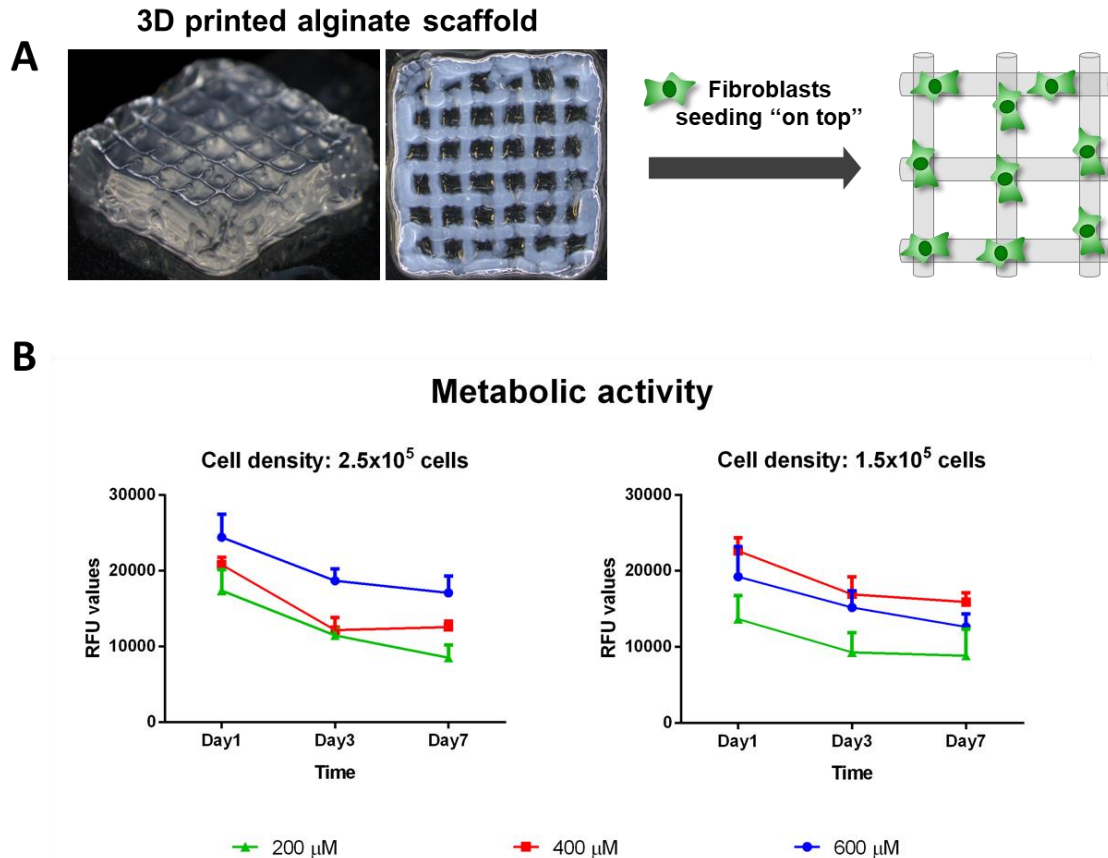 3D printed alginate scaffold
A
Fibroblasts
seeding “on top”
B
Metabolic activity
Cell density: 2.5x10⁵ cells
30000
20000
10000
0
RFU values
Day1 Day3 Day7
Time
Cell density: 1.5x10⁵ cells
30000
20000
10000
0
RFU values
Day1 Day3 Day7
Time
200 µM 400 µM 600 µM